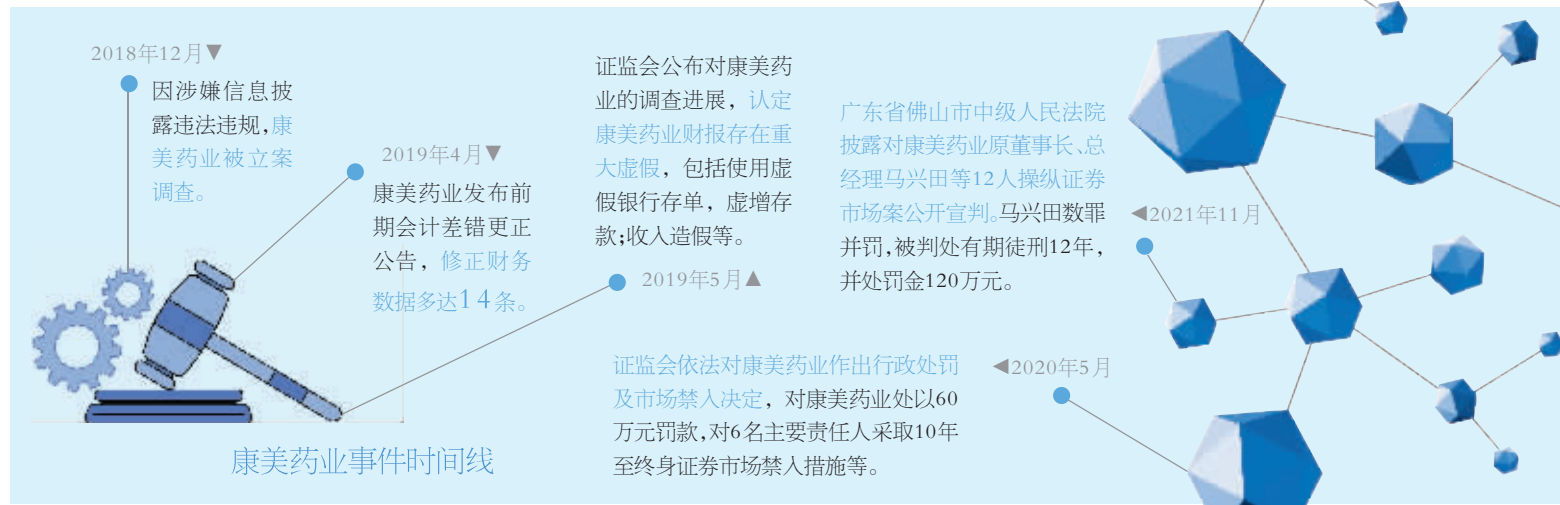 2018年12月▼
因涉嫌信息披
露违法违规,康
美药业被立案
调查。
2019年4月▼
康美药业发布前
期会计差错更正
公告，修正财务
数据多达14条。
证监会公布对康美药
业的调查进展，认定
康美药业财报存在重
大虚假，包括使用虚
假银行存单，虚增存
款;收入造假等。
2019年5月▲
证监会依法对康美药业作出行政处罚
及市场禁入决定，对康美药业处以60
万元罚款,对6名主要责任人采取10年
至终身证券市场禁入措施等。
◀2020年5月
广东省佛山市中级人民法院
披露对康美药业原董事长、总
经理马兴田等12人操纵证券
市场案公开宣判。马兴田数罪
并罚,被判处有期徒刑12年,
并处罚金120万元。
◀2021年11月
康美药业事件时间线